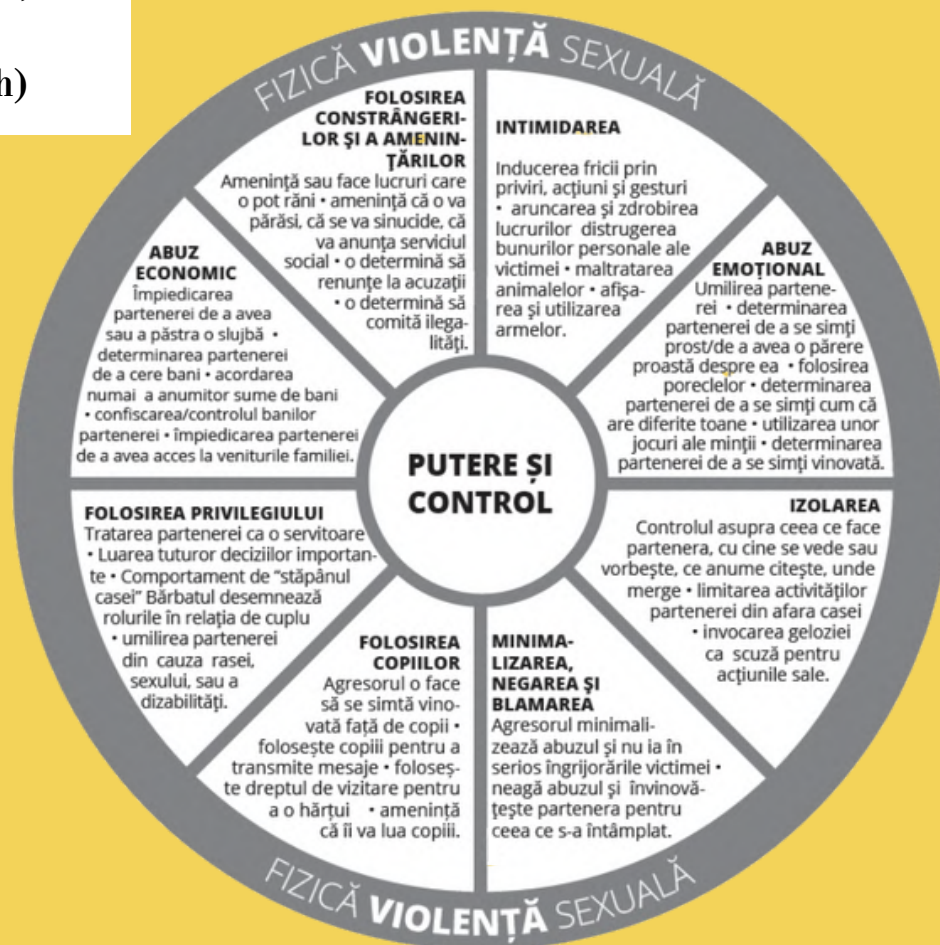 h)
FIZICĂ VIOLENȚĂ SEXUALĂ
FOLOSIREA
CONSTRÂNGERI-
LOR ŞI A AMENIN-
ŢĂRILOR
Ameninţă sau face lucruri care
o pot răni • ameninţă că o va
părăsi, că se va sinucide, că
va anunţa serviciul
social • o determină să
renunţe la acuzaţii
• o determină să
comită ilega-
lităţi.
INTIMIDAREA
Inducerea fricii prin
priviri, acțiuni și gesturi
• aruncarea și zdrobirea
lucrurilor distrugerea
bunurilor personale ale
victimei • maltratarea
animalelor • afișa-
rea și utilizarea
armelor.
ABUZ
EMOȚIONAL
Umilirea partene-
rei • determinarea
partenerei de a se simți
prost/de a avea o părere
proastă despre ea • folosirea
poreclelor • determinarea
partenerei de a se simți cum că
are diferite toane • utilizarea unor
jocuri ale minții • determinarea
partenerei de a se simți vinovată.
IZOLAREA
Controlul asupra ceea ce face
partenera, cu cine se vede sau
vorbește, ce anume citește, unde
merge • limitarea activităților
partenerei din afara casei
• invocarea geloziei
ca scuză pentru
acțiunile sale.
MINIMA-
LIZAREA,
NEGAREA ȘI
BLAMAREA
Agresorul minimali-
zează abuzul și nu ia în
serios îngrijorările victimei •
neagă abuzul și învinovă-
țește partenera pentru
ceea ce s-a întâmplat.
FOLOSIREA
COPIILOR
Agresorul o face
să se simtă vino-
vată față de copii •
folosește copiii pentru a
transmite mesaje • foloseș-
te dreptul de vizitare pentru
a o hărțui • amenință
că îi va lua copiii.
FOLOSIREA PRIVILEGIULUI
Tratarea partenerei ca o servitoare
• Luarea tuturor deciziilor importan-
te • Comportament de “stăpânul
casei” Bărbatul desemnează
rolurile în relația de cuplu
• umilirea partenerei
din cauza rasei,
sexului, sau a
dizabilități.
ABUZ
ECONOMIC
Împiedicarea
partenerei de a avea
sau a păstra o slujbă •
determinarea partenerei
de a cere bani • acordarea
numai a anumitor sume de bani
• confiscarea/controlul banilor
partenerei • împiedicarea partenerei
de a avea acces la veniturile familiei.
PUTERE ȘI
CONTROL
FIZICĂ VIOLENȚĂ SEXUALĂ